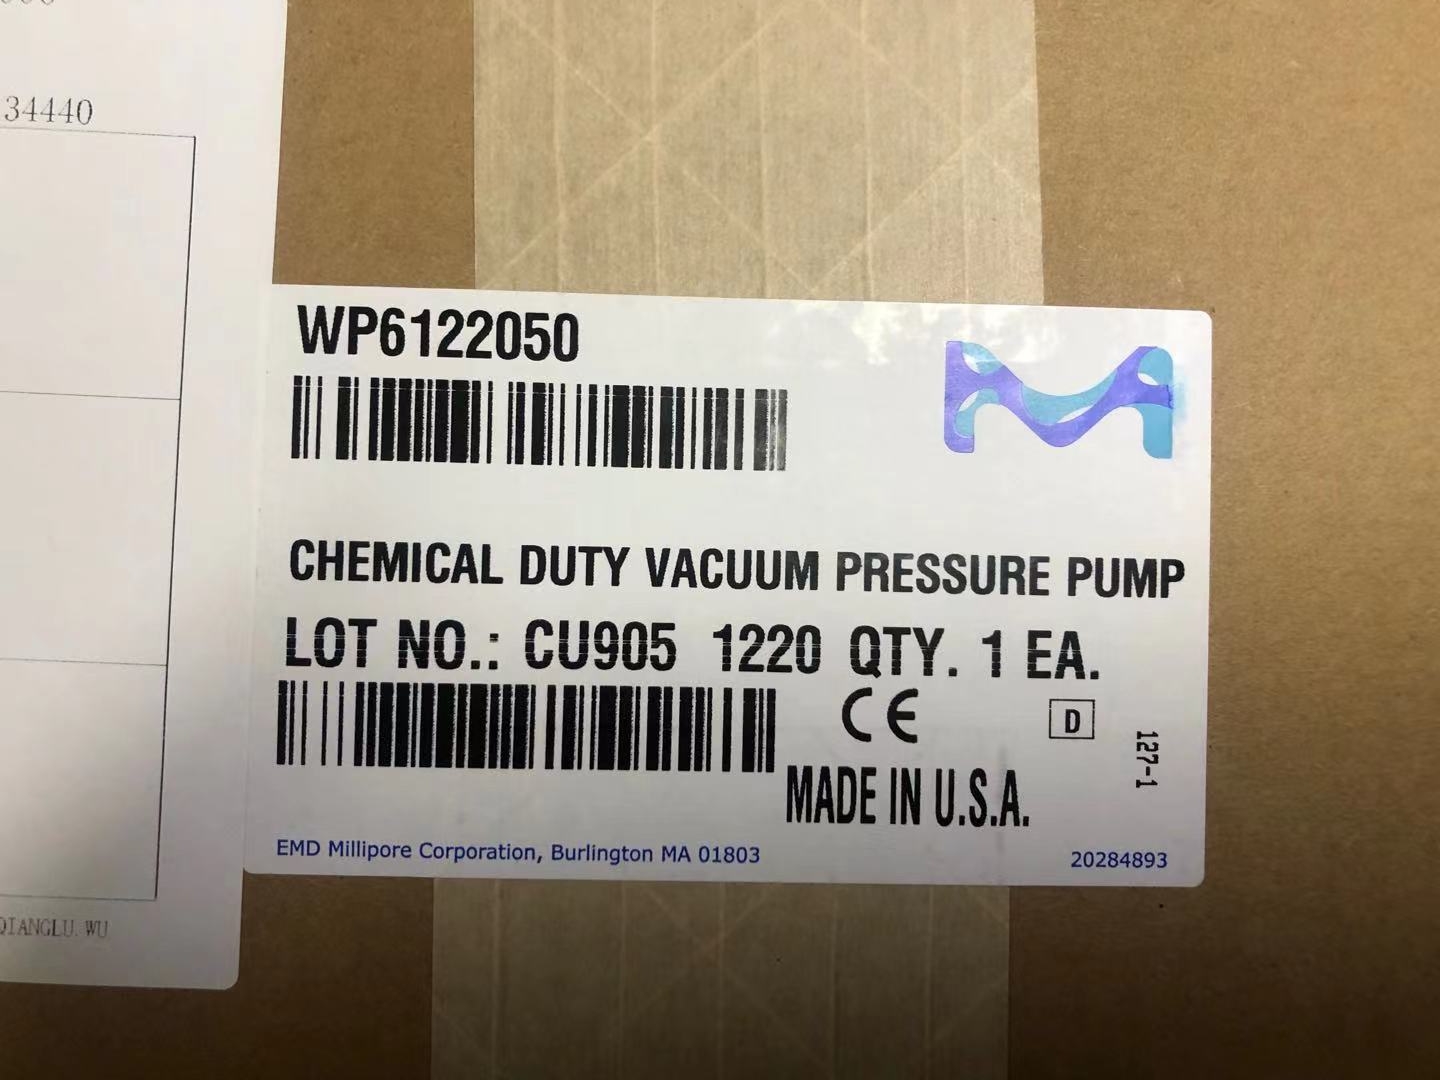 34440
WP6122050
CHEMICAL DUTY VACUUM PRESSURE PUMP
LOT NO.: CU905 1220 QTY. 1 EA.
CE
D
127-1
MADE IN U.S.A.
EMD Millipore Corporation, Burlington MA 01803
20284893
QIANGLU.WU